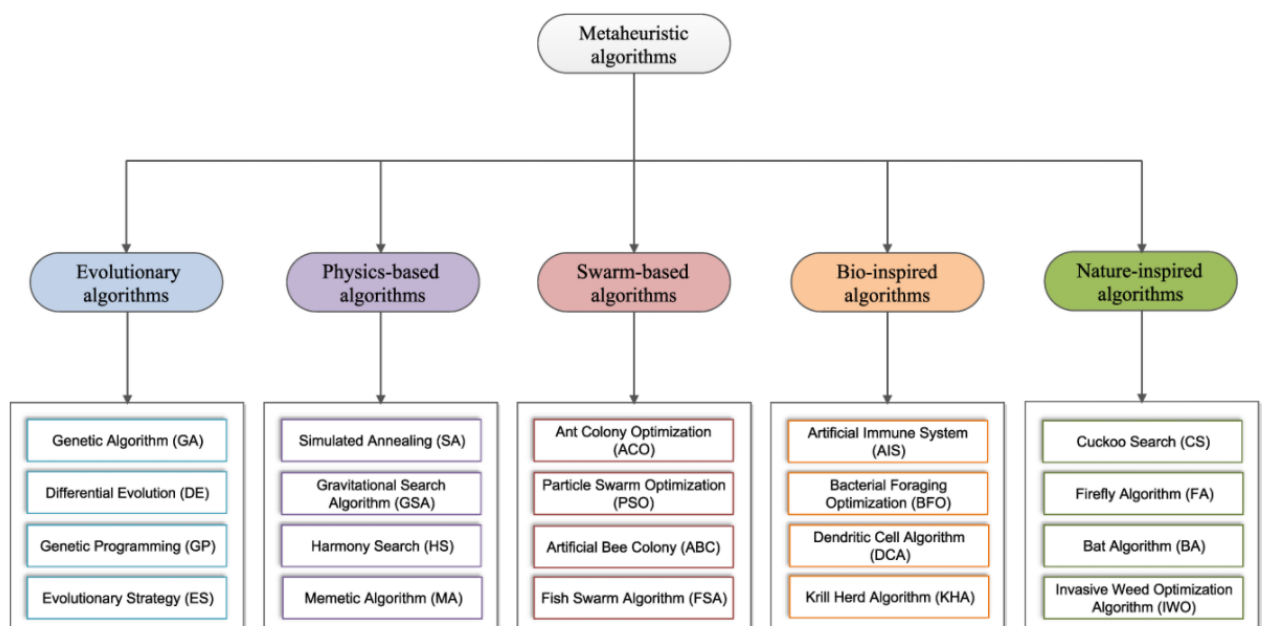 Metaheuristic
algorithms
Evolutionary
algorithms
Physics-based
algorithms
Swarm-based
algorithms
Bio-inspired
algorithms
Nature-inspired
algorithms
Genetic Algorithm (GA)
Differential Evolution (DE)
Genetic Programming (GP)
Evolutionary Strategy (ES)
Simulated Annealing (SA)
Gravitational Search
Algorithm (GSA)
Harmony Search (HS)
Memetic Algorithm (MA)
Ant Colony Optimization
(ACO)
Particle Swarm Optimization
(PSO)
Artificial Bee Colony (ABC)
Fish Swarm Algorithm (FSA)
Artificial Immune System
(AIS)
Bacterial Foraging
Optimization (BFO)
Dendritic Cell Algorithm
(DCA)
Krill Herd Algorithm (KHA)
Cuckoo Search (CS)
Firefly Algorithm (FA)
Bat Algorithm (BA)
Invasive Weed Optimization
Algorithm (IWO)